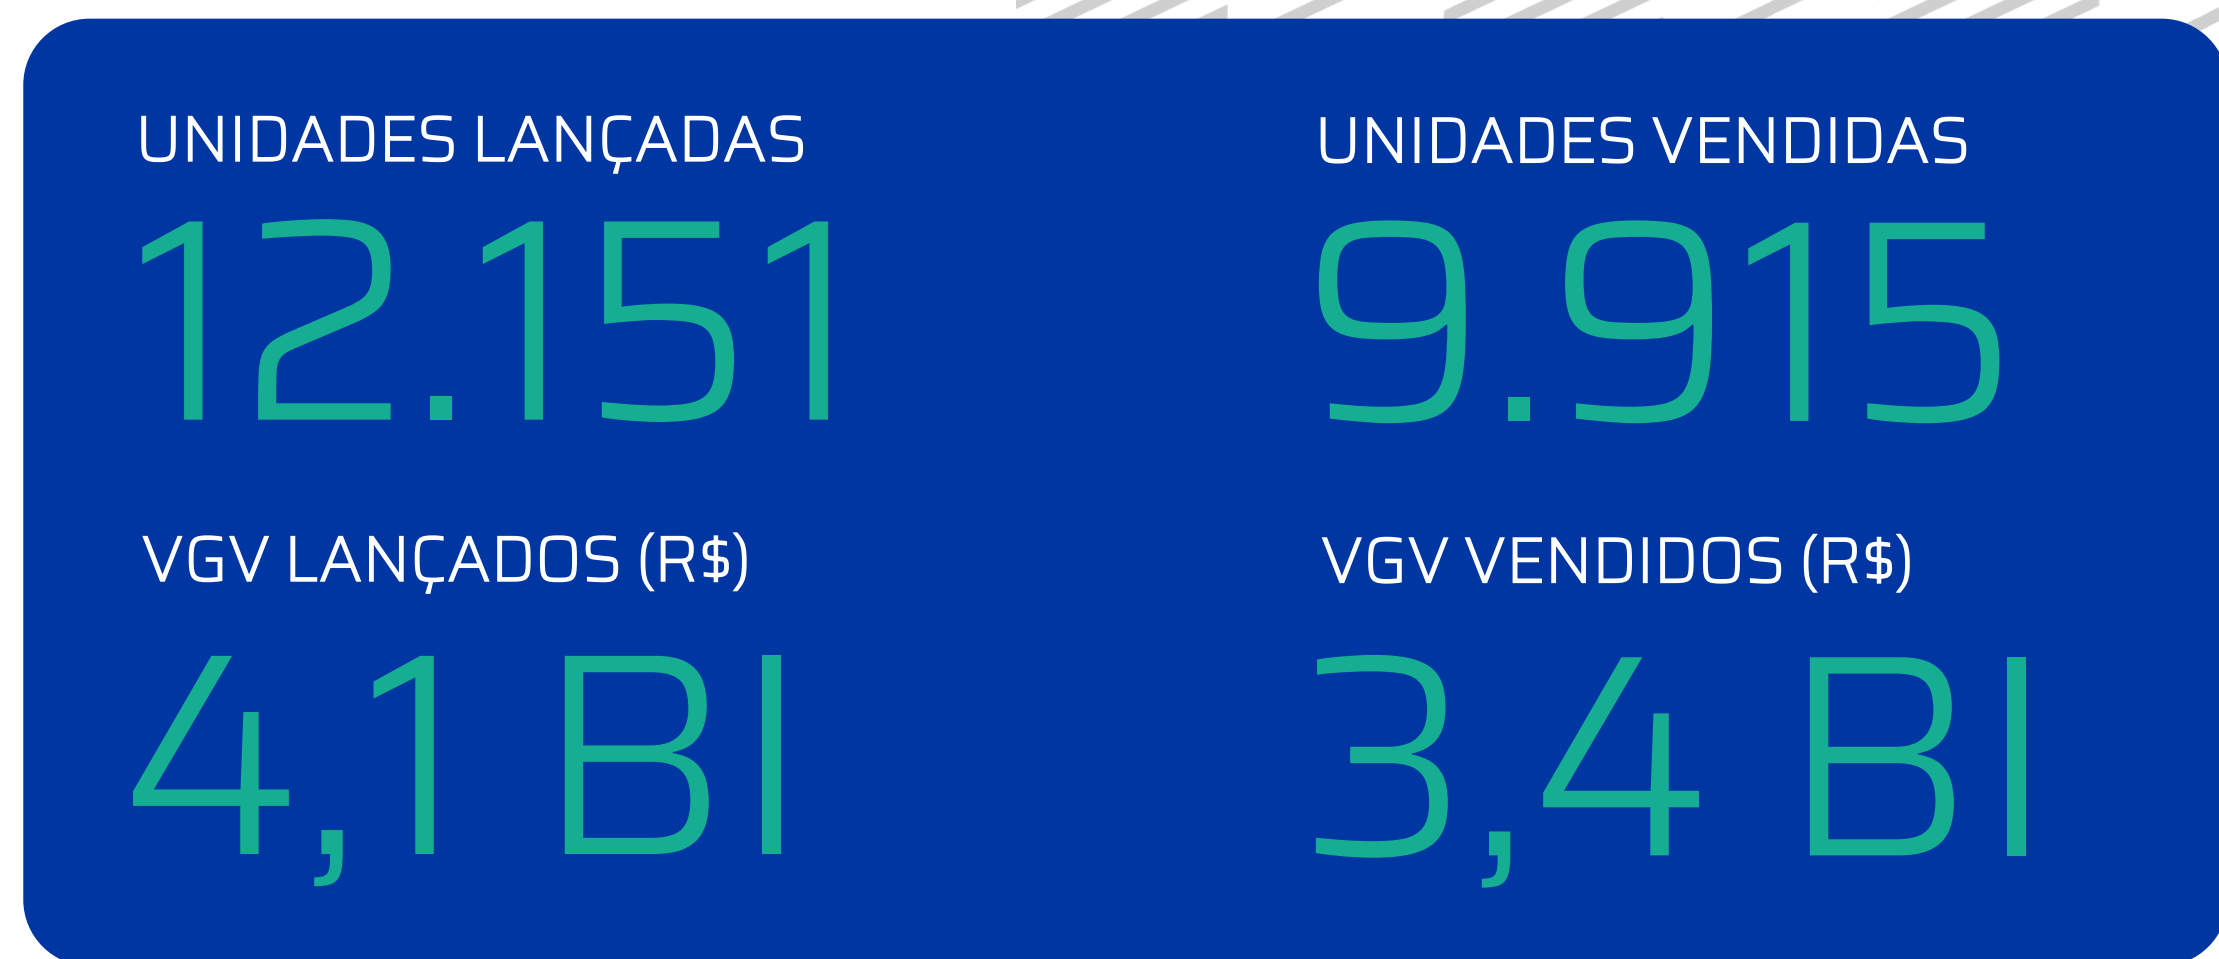 UNIDADES LANÇADAS
12.151
UNIDADES VENDIDAS
9.915
VGV LANÇADOS (R$)
4,1 BI
VGV VENDIDOS (R$)
3,4 BI